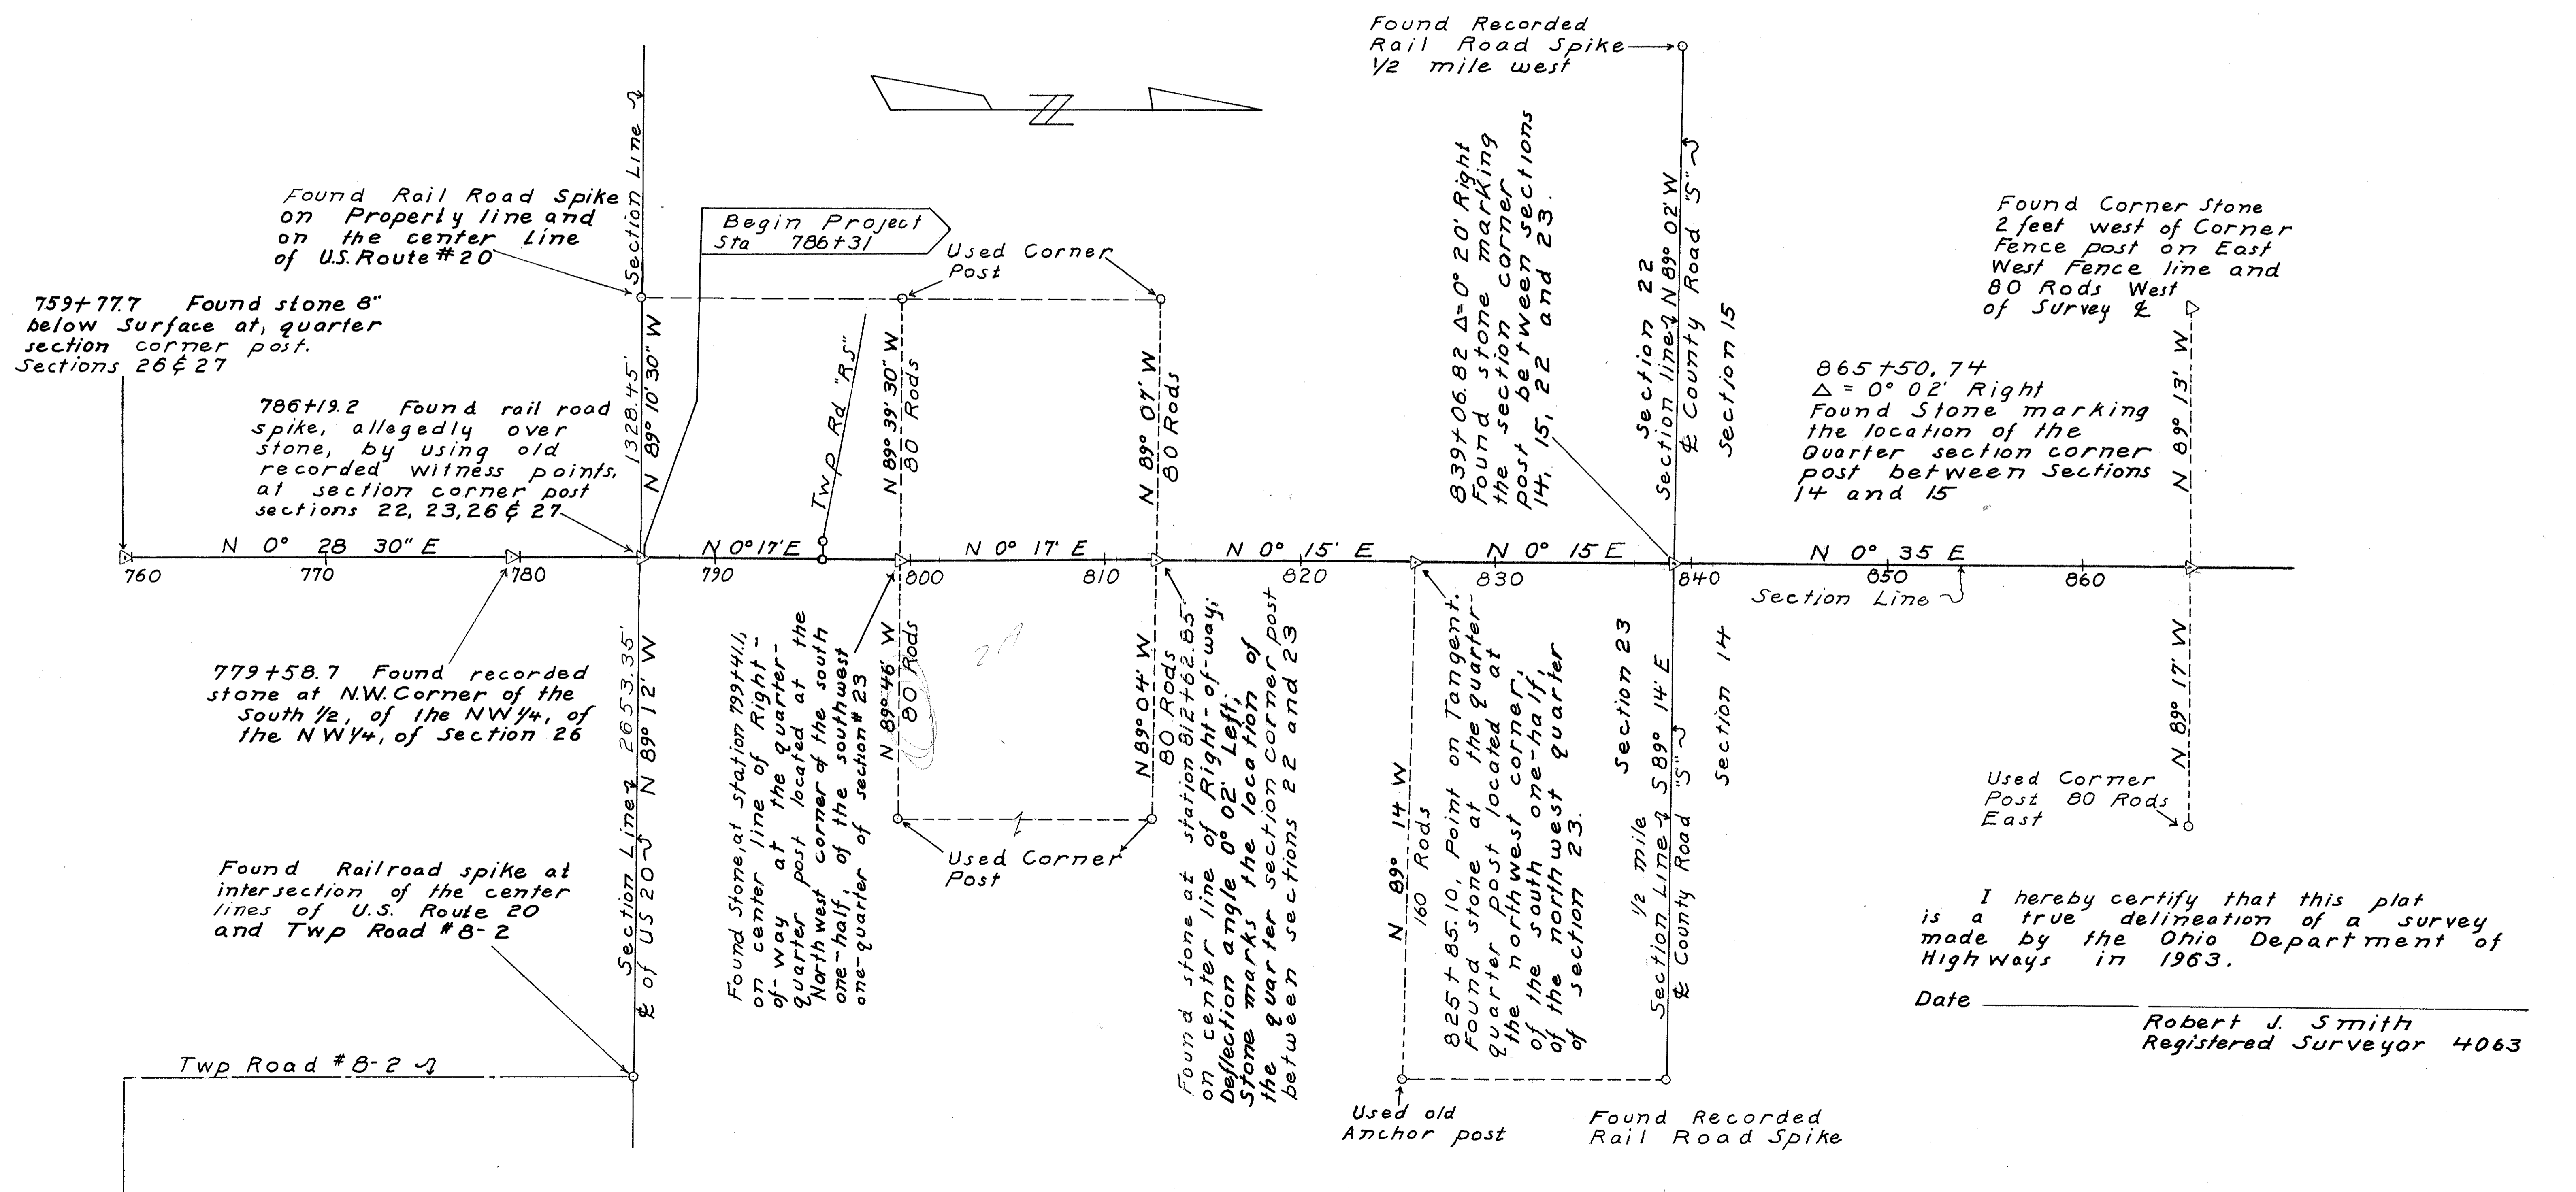 Found Recorded
Rail Road Spike
1/2 mile west
Section Line
Found Rail Road Spike
on Properly line and
on the center Line
of U.S. Route #20
Begin Project
Sta 786+31
Used Corner
Post
759+77.7 Found stone 8"
below Surface at, quarter
section corner post.
Sections 26 & 27
786+19.2 Found rail road
spike, allegedly over
stone, by using old
recorded witness points,
at section corner post
sections 22, 23, 26 & 27
1328.45'
N 89° 10' 30" W
Twp Rd "RS"
N 89° 39' 30" W
80 Rods
N 89° 07' W
80 Rods
839+06.82 Δ=0° 20' Right
Found stone marking
the section corner
post between sections
14, 15, 22 and 23.
Section 22
Section line N 89° 02' W
℄ County Road "S"
Section 15
Found Corner Stone
2 feet west of Corner
Fence post on East
West Fence line and
80 Rods West
of Survey ℄
865+50.74
Δ = 0° 02' Right
Found Stone marking
the location of the
Quarter section corner
post between Sections
14 and 15
N 89° 13' W
N 0° 28 30" E
N 0° 17' E
N 0° 17' E
N 0° 15' E
N 0° 15 E
N 0° 35 E
760
770
780
790
800
810
820
830
840
850
860
Section Line
779+58.7 Found recorded
stone at N.W. Corner of the
South 1/2, of the NW 1/4, of
the NW 1/4, of Section 26
Section Line 2653.35'
℄ of US 20
N 89° 12' W
Found Stone, at station 799+41.1,
on center line of Right-
of-way at the quarter-
quarter post located at the
Northwest corner of the south
one-half, of the southwest
one-quarter of section #23
N 89° 46' W
80 Rods
2A
N 89° 04' W
80 Rods
Found stone at station 812+62.85
on center line of Right-of-way;
Deflection angle 0° 02' Left;
Stone marks the location of
the quarter section corner post
between sections 22 and 23
N 89° 14 W
160 Rods
825+85.10, Point on Tangent.
Found stone at the quarter-
quarter post located at
the northwest corner,
of the south one-half,
of the northwest quarter
of section 23.
Section 23
1/2 mile
Section Line S 89° 14' E
℄ County Road "S"
Section 14
N 89° 17' W
Used Corner
Post 80 Rods
East
Used Corner
Post
Found Railroad spike at
intersection of the center
lines of U.S. Route 20
and Twp Road #8-2
Twp Road #8-2
Used old
Anchor post
Found Recorded
Rail Road Spike
I hereby certify that this plat
is a true delineation of a survey
made by the Ohio Department of
Highways in 1963.
Date
Robert J. Smith
Registered Surveyor 4063